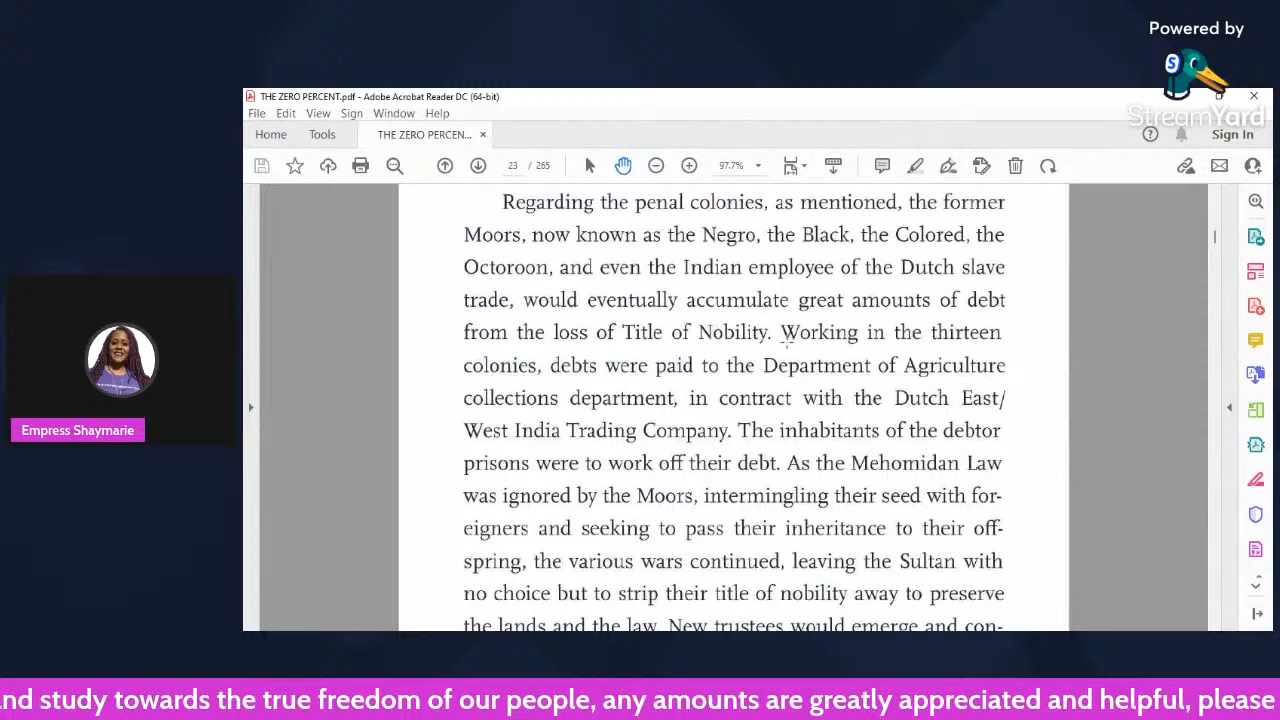 Powered by
StreamYard
THE ZERO PERCENT.pdf - Adobe Acrobat Reader DC (64-bit)
File Edit View Sign Window Help
Home Tools THE ZERO PERCEN... × Sign In
23 / 265 97.7%
Regarding the penal colonies, as mentioned, the former
Moors, now known as the Negro, the Black, the Colored, the
Octoroon, and even the Indian employee of the Dutch slave
trade, would eventually accumulate great amounts of debt
from the loss of Title of Nobility. Working in the thirteen
colonies, debts were paid to the Department of Agriculture
collections department, in contract with the Dutch East/
West India Trading Company. The inhabitants of the debtor
prisons were to work off their debt. As the Mehomidan Law
was ignored by the Moors, intermingling their seed with for-
eigners and seeking to pass their inheritance to their off-
spring, the various wars continued, leaving the Sultan with
no choice but to strip their title of nobility away to preserve
the lands and the law. New trustees would emerge and con-
Empress Shaymarie
nd study towards the true freedom of our people, any amounts are greatly appreciated and helpful, please